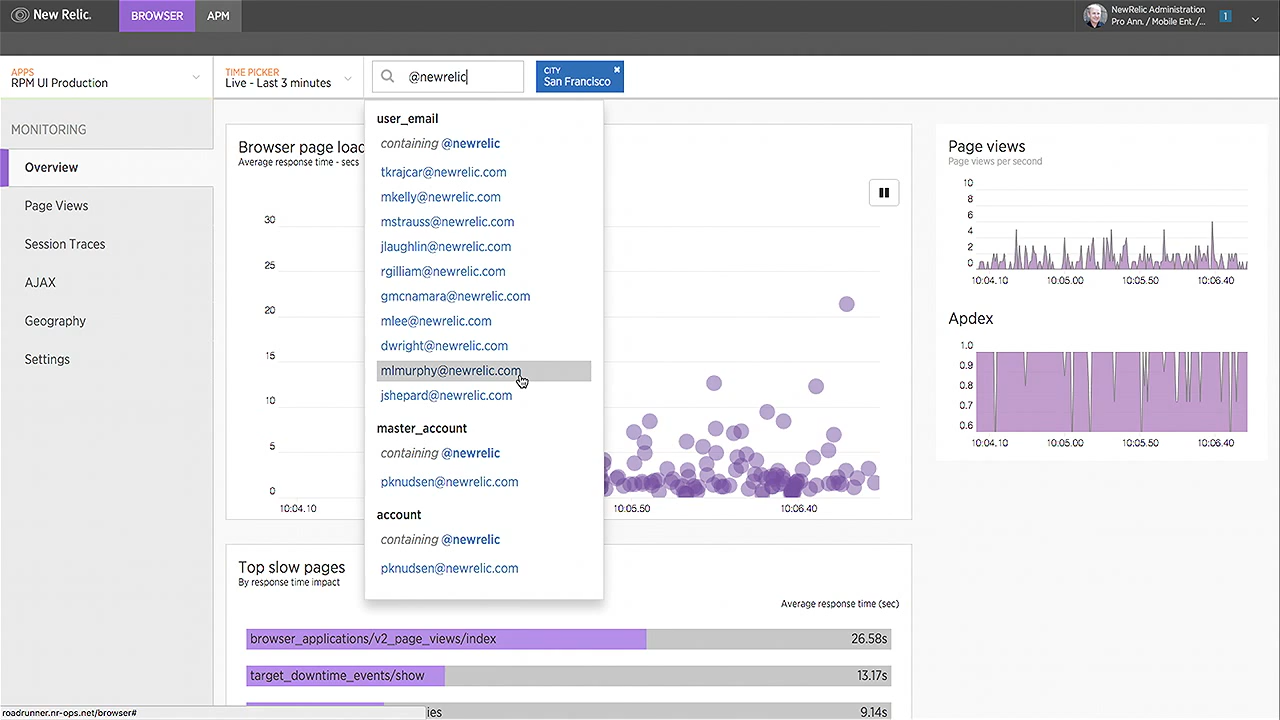 New Relic.
BROWSER
APM
NewRelic Administration
Pro Ann. / Mobile Ent. /...
1
APPS
RPM UI Production
TIME PICKER
Live - Last 3 minutes
@newrelic
CITY
San Francisco
MONITORING
Overview
Page Views
Session Traces
AJAX
Geography
Settings
user_email
containing @newrelic
tkrajcar@newrelic.com
mkelly@newrelic.com
mstrauss@newrelic.com
jlaughlin@newrelic.com
rgilliam@newrelic.com
gmcnamara@newrelic.com
mlee@newrelic.com
dwright@newrelic.com
mlmurphy@newrelic.com
jshepard@newrelic.com
master_account
containing @newrelic
pknudsen@newrelic.com
account
containing @newrelic
pknudsen@newrelic.com
Browser page load
Average response time - secs
30
25
20
15
10
5
0
10:04.10
10:05.50
10:06.40
Top slow pages
By response time impact
Average response time (sec)
browser_applications/v2_page_views/index
26.58s
target_downtime_events/show
13.17s
ies
9.14s
Page views
Page views per second
10
8
6
4
2
0
10:04.10
10:05.00
10:05.50
10:06.40
Apdex
1.0
0.9
0.8
0.7
0.6
10:04.10
10:05.00
10:05.50
10:06.40
roadrunner.nr-ops.net/browser#